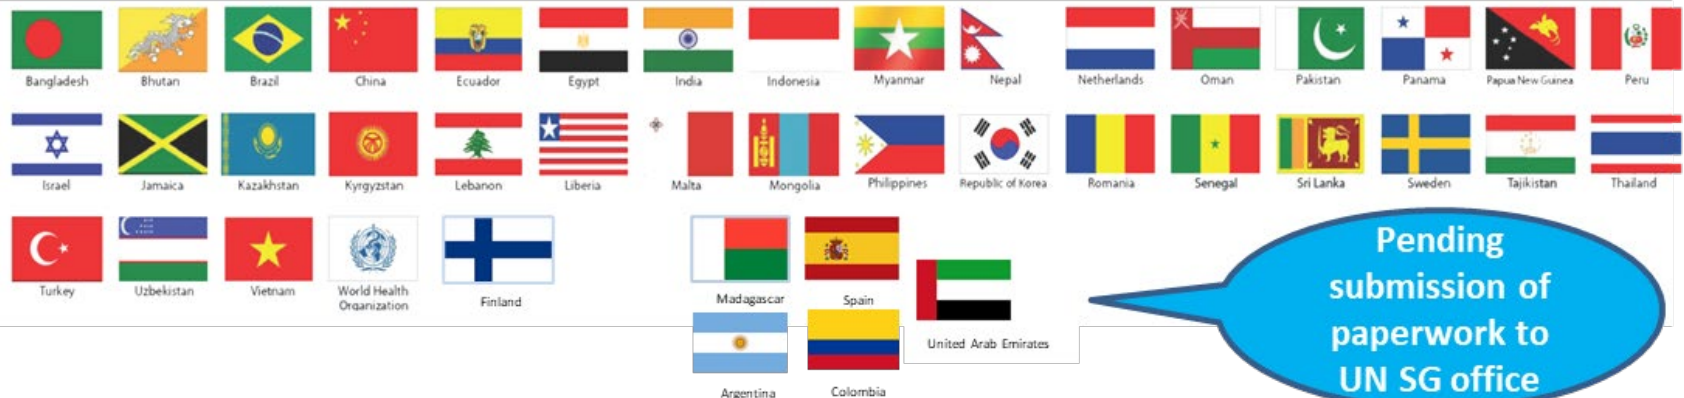 Bangladesh Bhutan Brazil China Ecuador Egypt India Indonesia Myanmar Nepal Netherlands Oman Pakistan Panama Papua New Guinea Peru
Israel Jamaica Kazakhstan Kyrgyzstan Lebanon Liberia Malta Mongolia Philippines Republic of Korea Romania Senegal Sri Lanka Sweden Tajikistan Thailand
Turkey Uzbekistan Vietnam World Health
Organization
Finland
Madagascar Spain
United Arab Emirates
Argentina Colombia
Pending
submission of
paperwork to
UN SG office